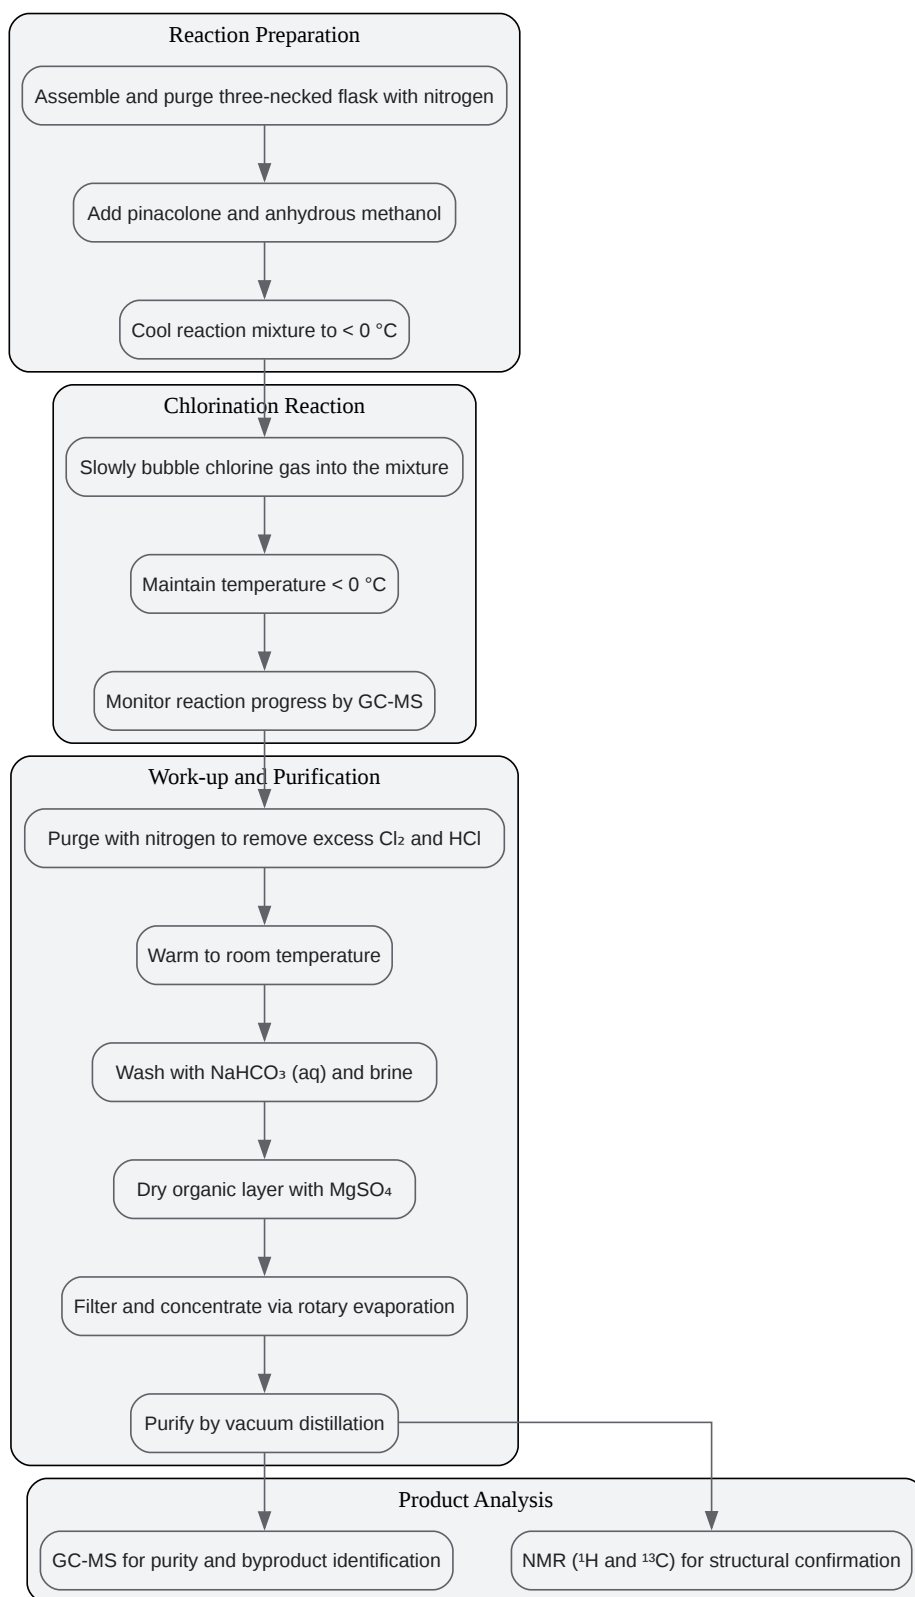 Reaction Preparation
Assemble and purge three-necked flask with nitrogen
Add pinacolone and anhydrous methanol
Cool reaction mixture to < 0 °C
Chlorination Reaction
Slowly bubble chlorine gas into the mixture
Maintain temperature < 0 °C
Monitor reaction progress by GC-MS
Work-up and Purification
Purge with nitrogen to remove excess Cl₂ and HCl
Warm to room temperature
Wash with NaHCO₃ (aq) and brine
Dry organic layer with MgSO₄
Filter and concentrate via rotary evaporation
Purify by vacuum distillation
Product Analysis
GC-MS for purity and byproduct identification
NMR (¹H and ¹³C) for structural confirmation